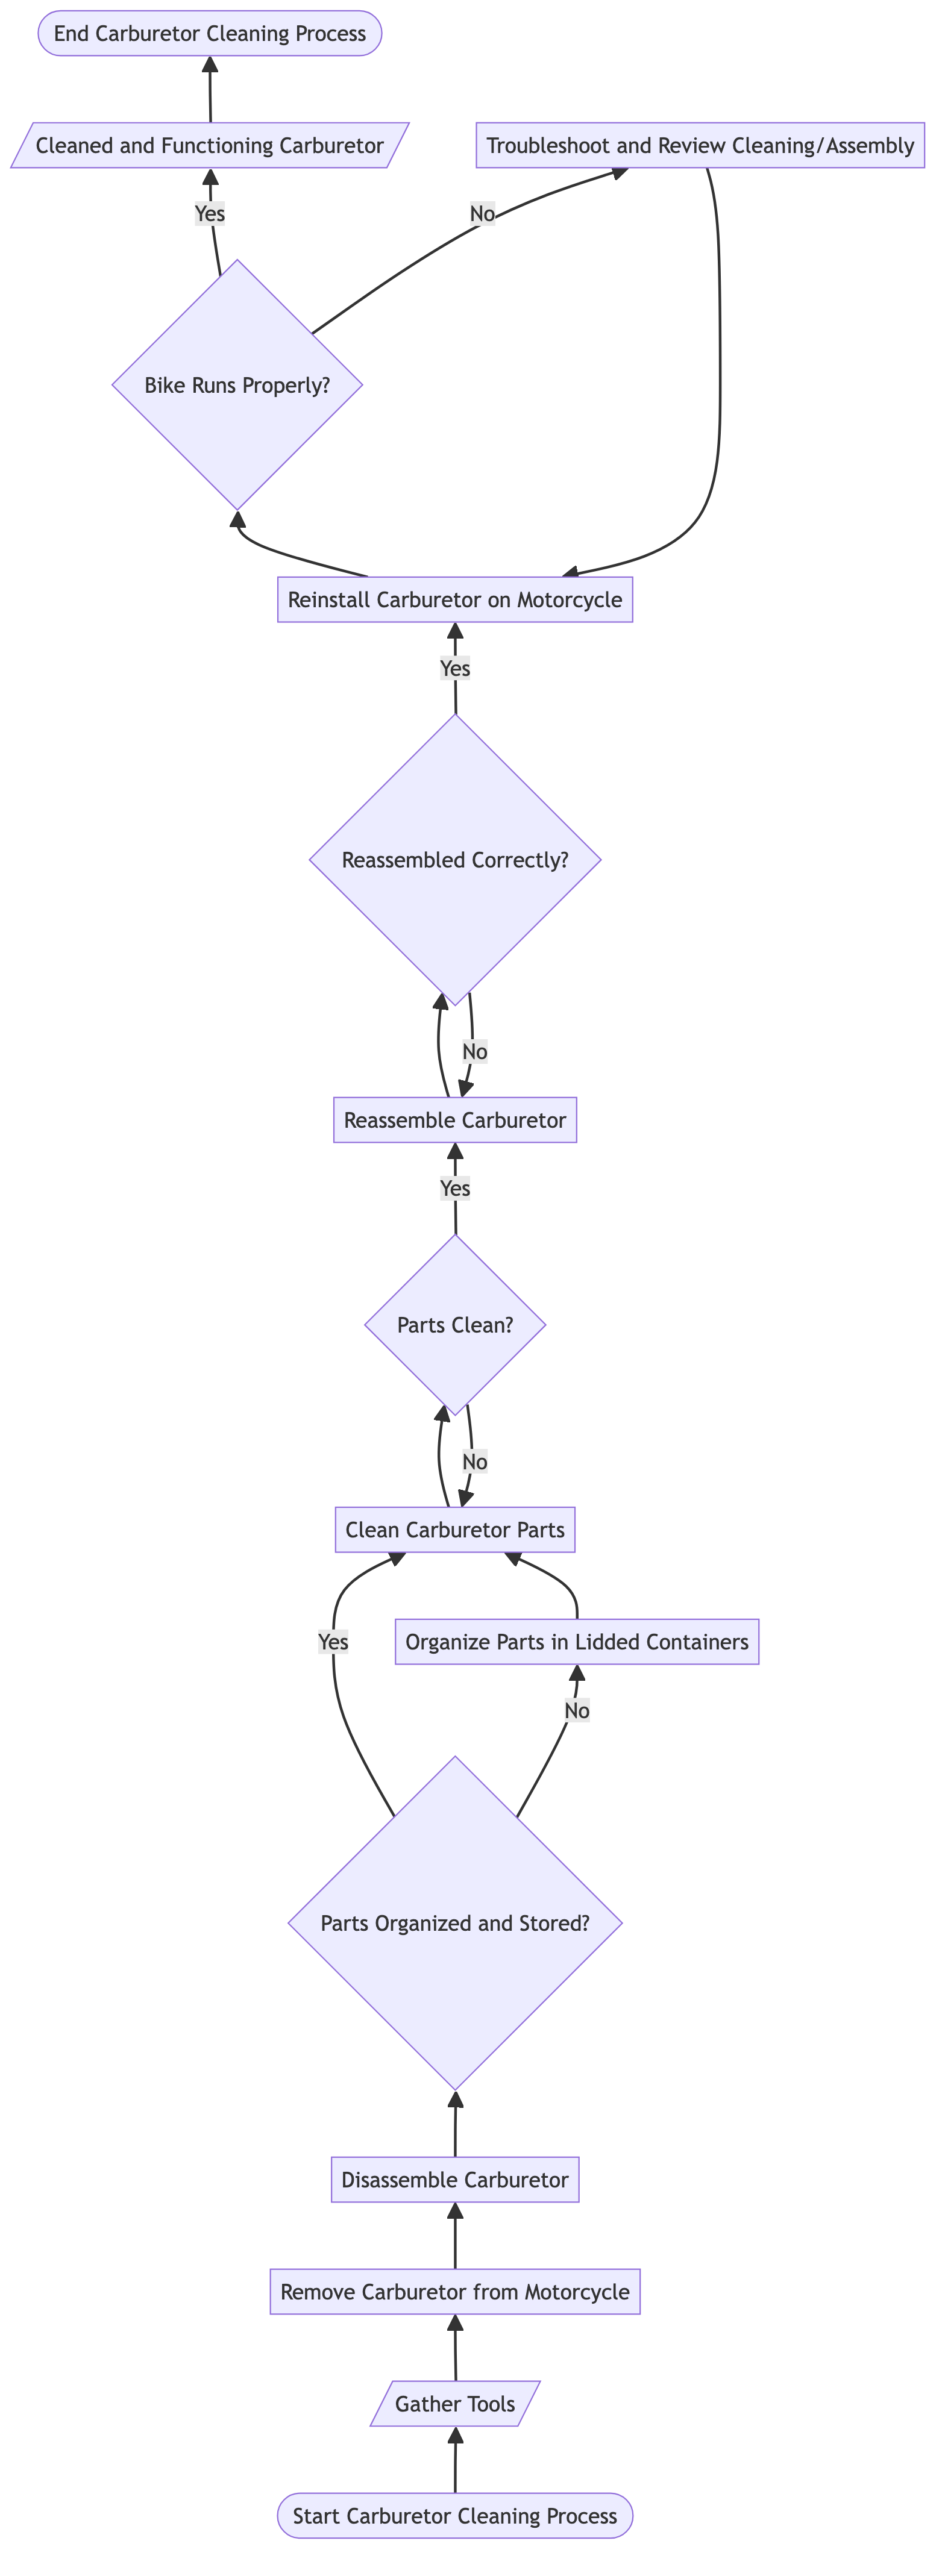 End Carburetor Cleaning Process
Cleaned and Functioning Carburetor
Troubleshoot and Review Cleaning/Assembly
Yes
No
Bike Runs Properly?
Reinstall Carburetor on Motorcycle
Yes
Reassembled Correctly?
No
Reassemble Carburetor
Yes
Parts Clean?
No
Clean Carburetor Parts
Yes
Organize Parts in Lidded Containers
No
Parts Organized and Stored?
Disassemble Carburetor
Remove Carburetor from Motorcycle
Gather Tools
Start Carburetor Cleaning Process